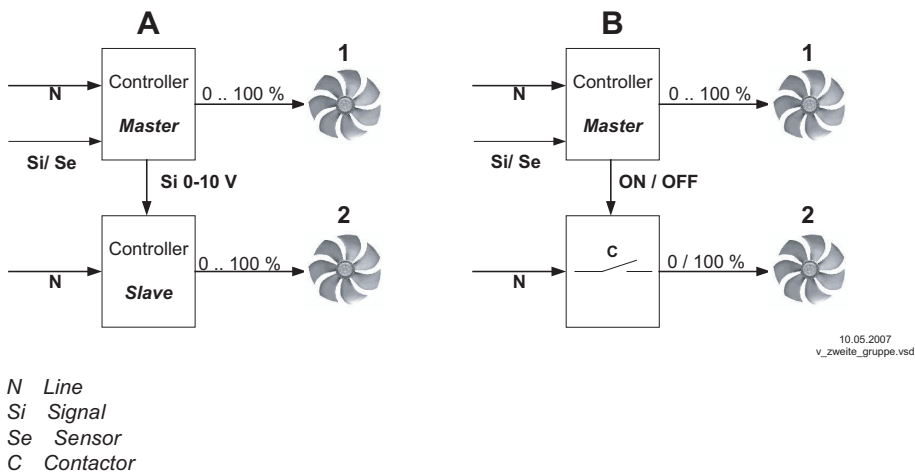 A
B
1
1
Controller
Master
N
Si/ Se
0 .. 100 %
Controller
Master
N
Si/ Se
0 .. 100 %
Si 0-10 V
ON / OFF
2
2
Controller
Slave
N
0 .. 100 %
C
N
0 / 100 %
10.05.2007
v_zweite_gruppe.vsd
N Line
Si Signal
Se Sensor
C Contactor